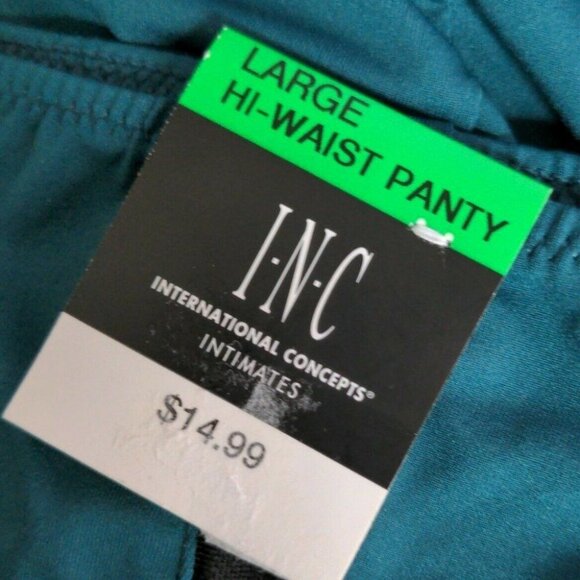 LARGE
HI-WAIST PANTY
I·N·C
INTERNATIONAL CONCEPTS®
INTIMATES
$14.99